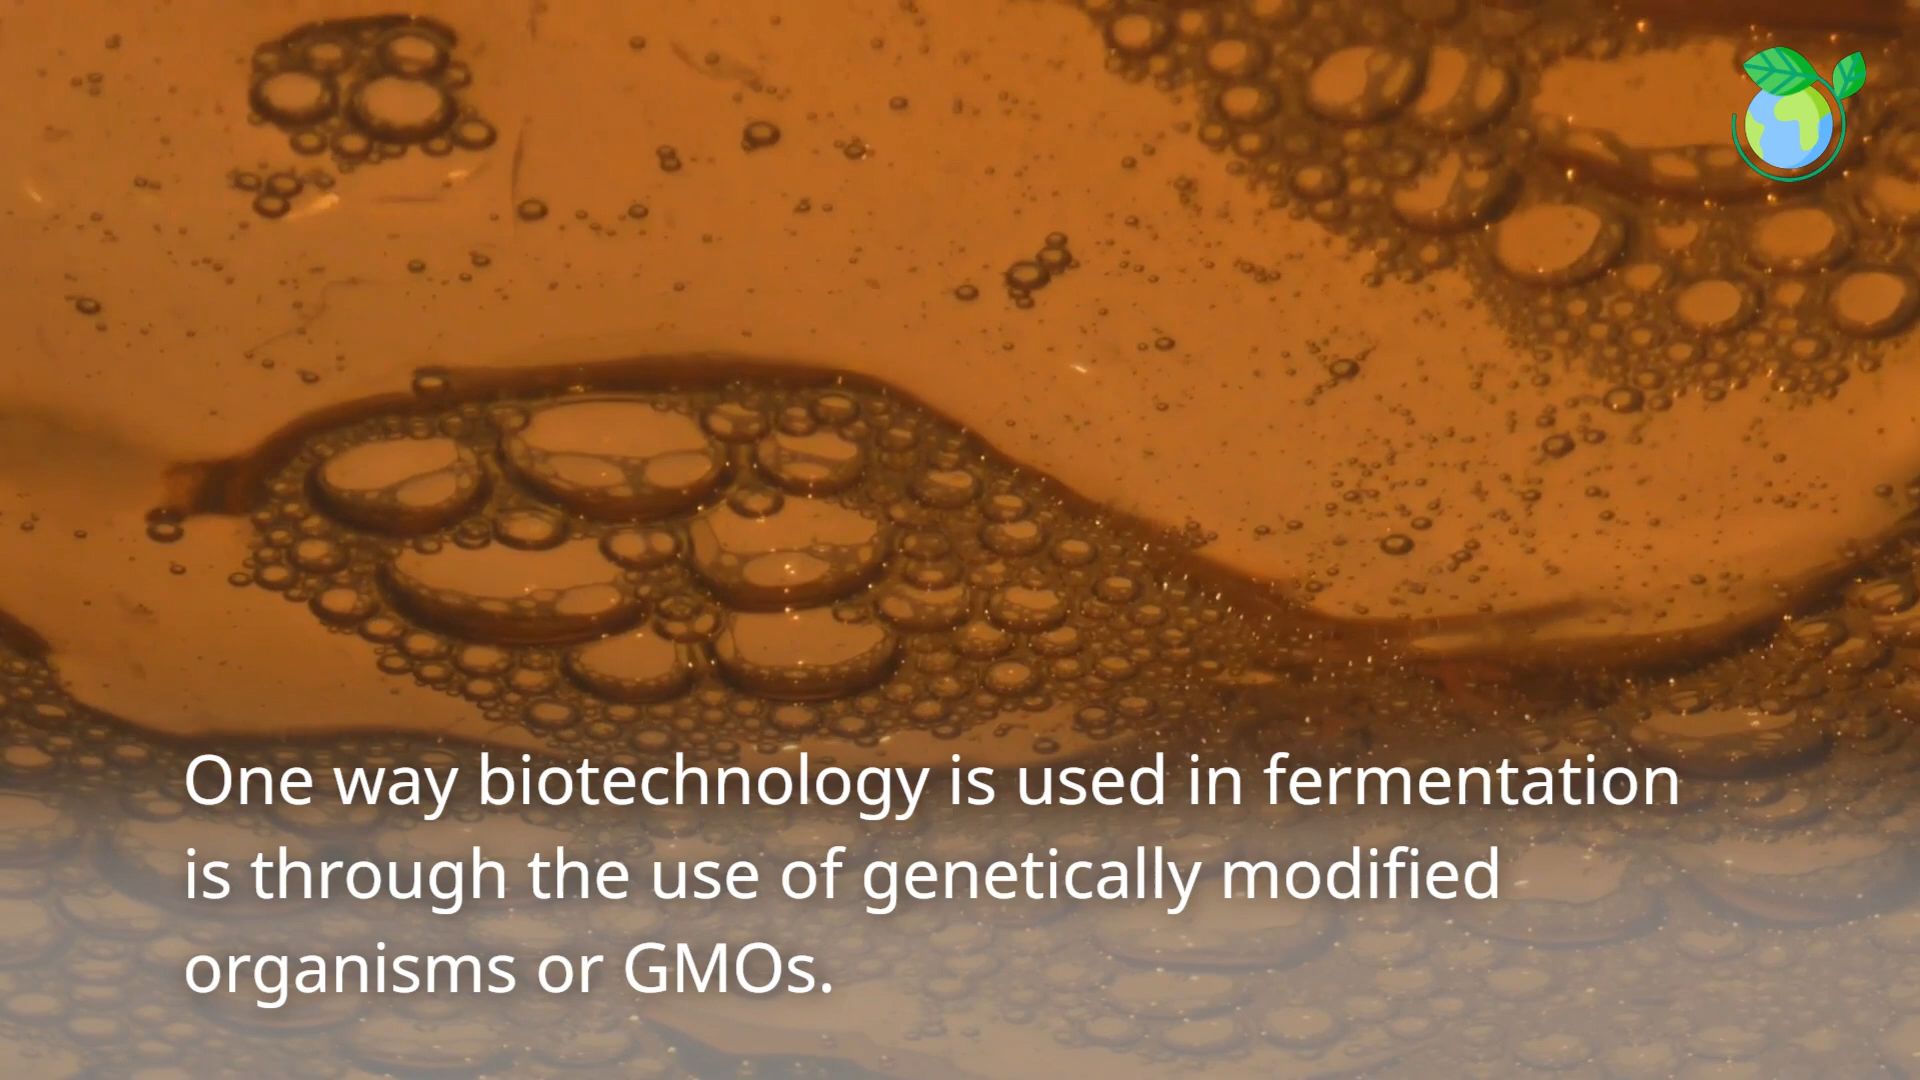 One way biotechnology is used in fermentation
is through the use of genetically modified
organisms or GMOs.